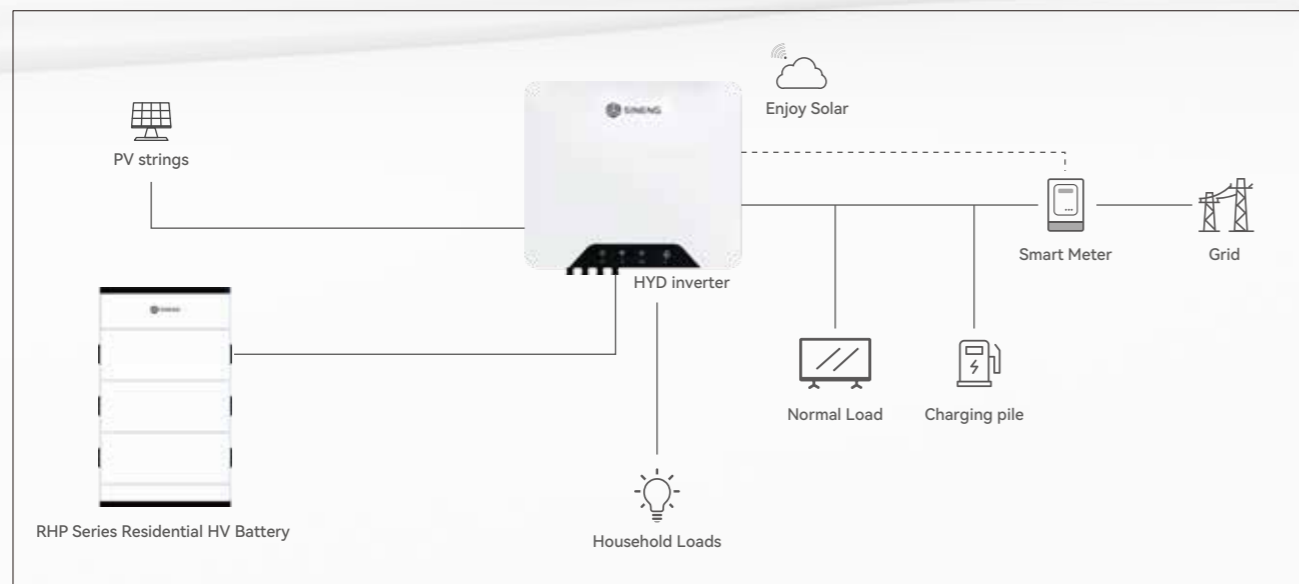 SINENG
Enjoy Solar
PV strings
Smart Meter
Grid
HYD inverter
Normal Load
Charging pile
RHP Series Residential HV Battery
Household Loads